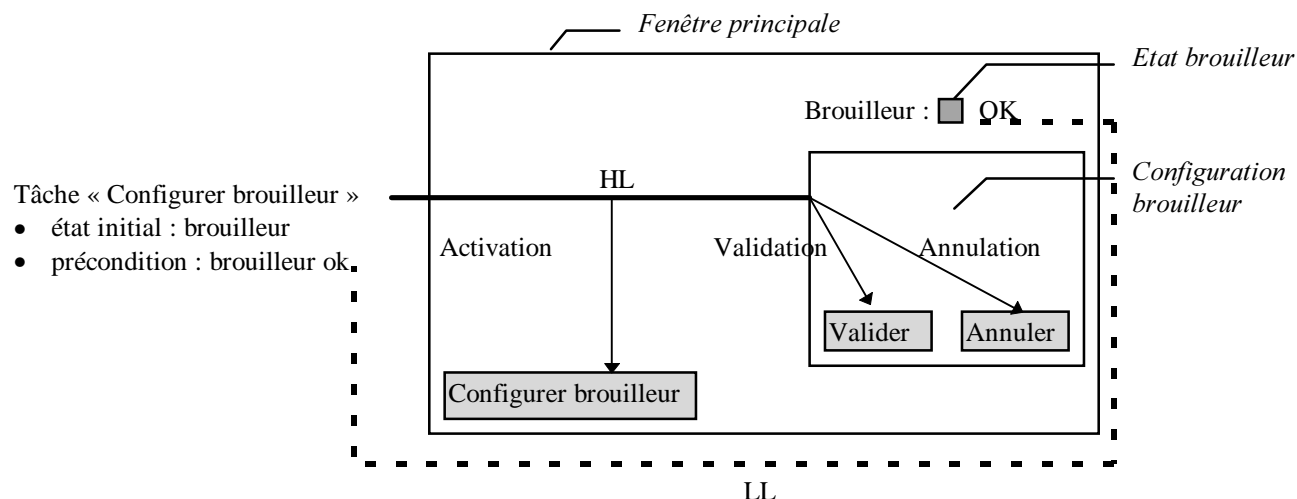 Fenêtre principale
Etat brouilleur
Brouilleur : OK
Configuration
brouilleur
HL
Tâche « Configurer brouilleur »
• état initial : brouilleur
• précondition : brouilleur ok
Activation
Validation
Annulation
Valider
Annuler
Configurer brouilleur
LL